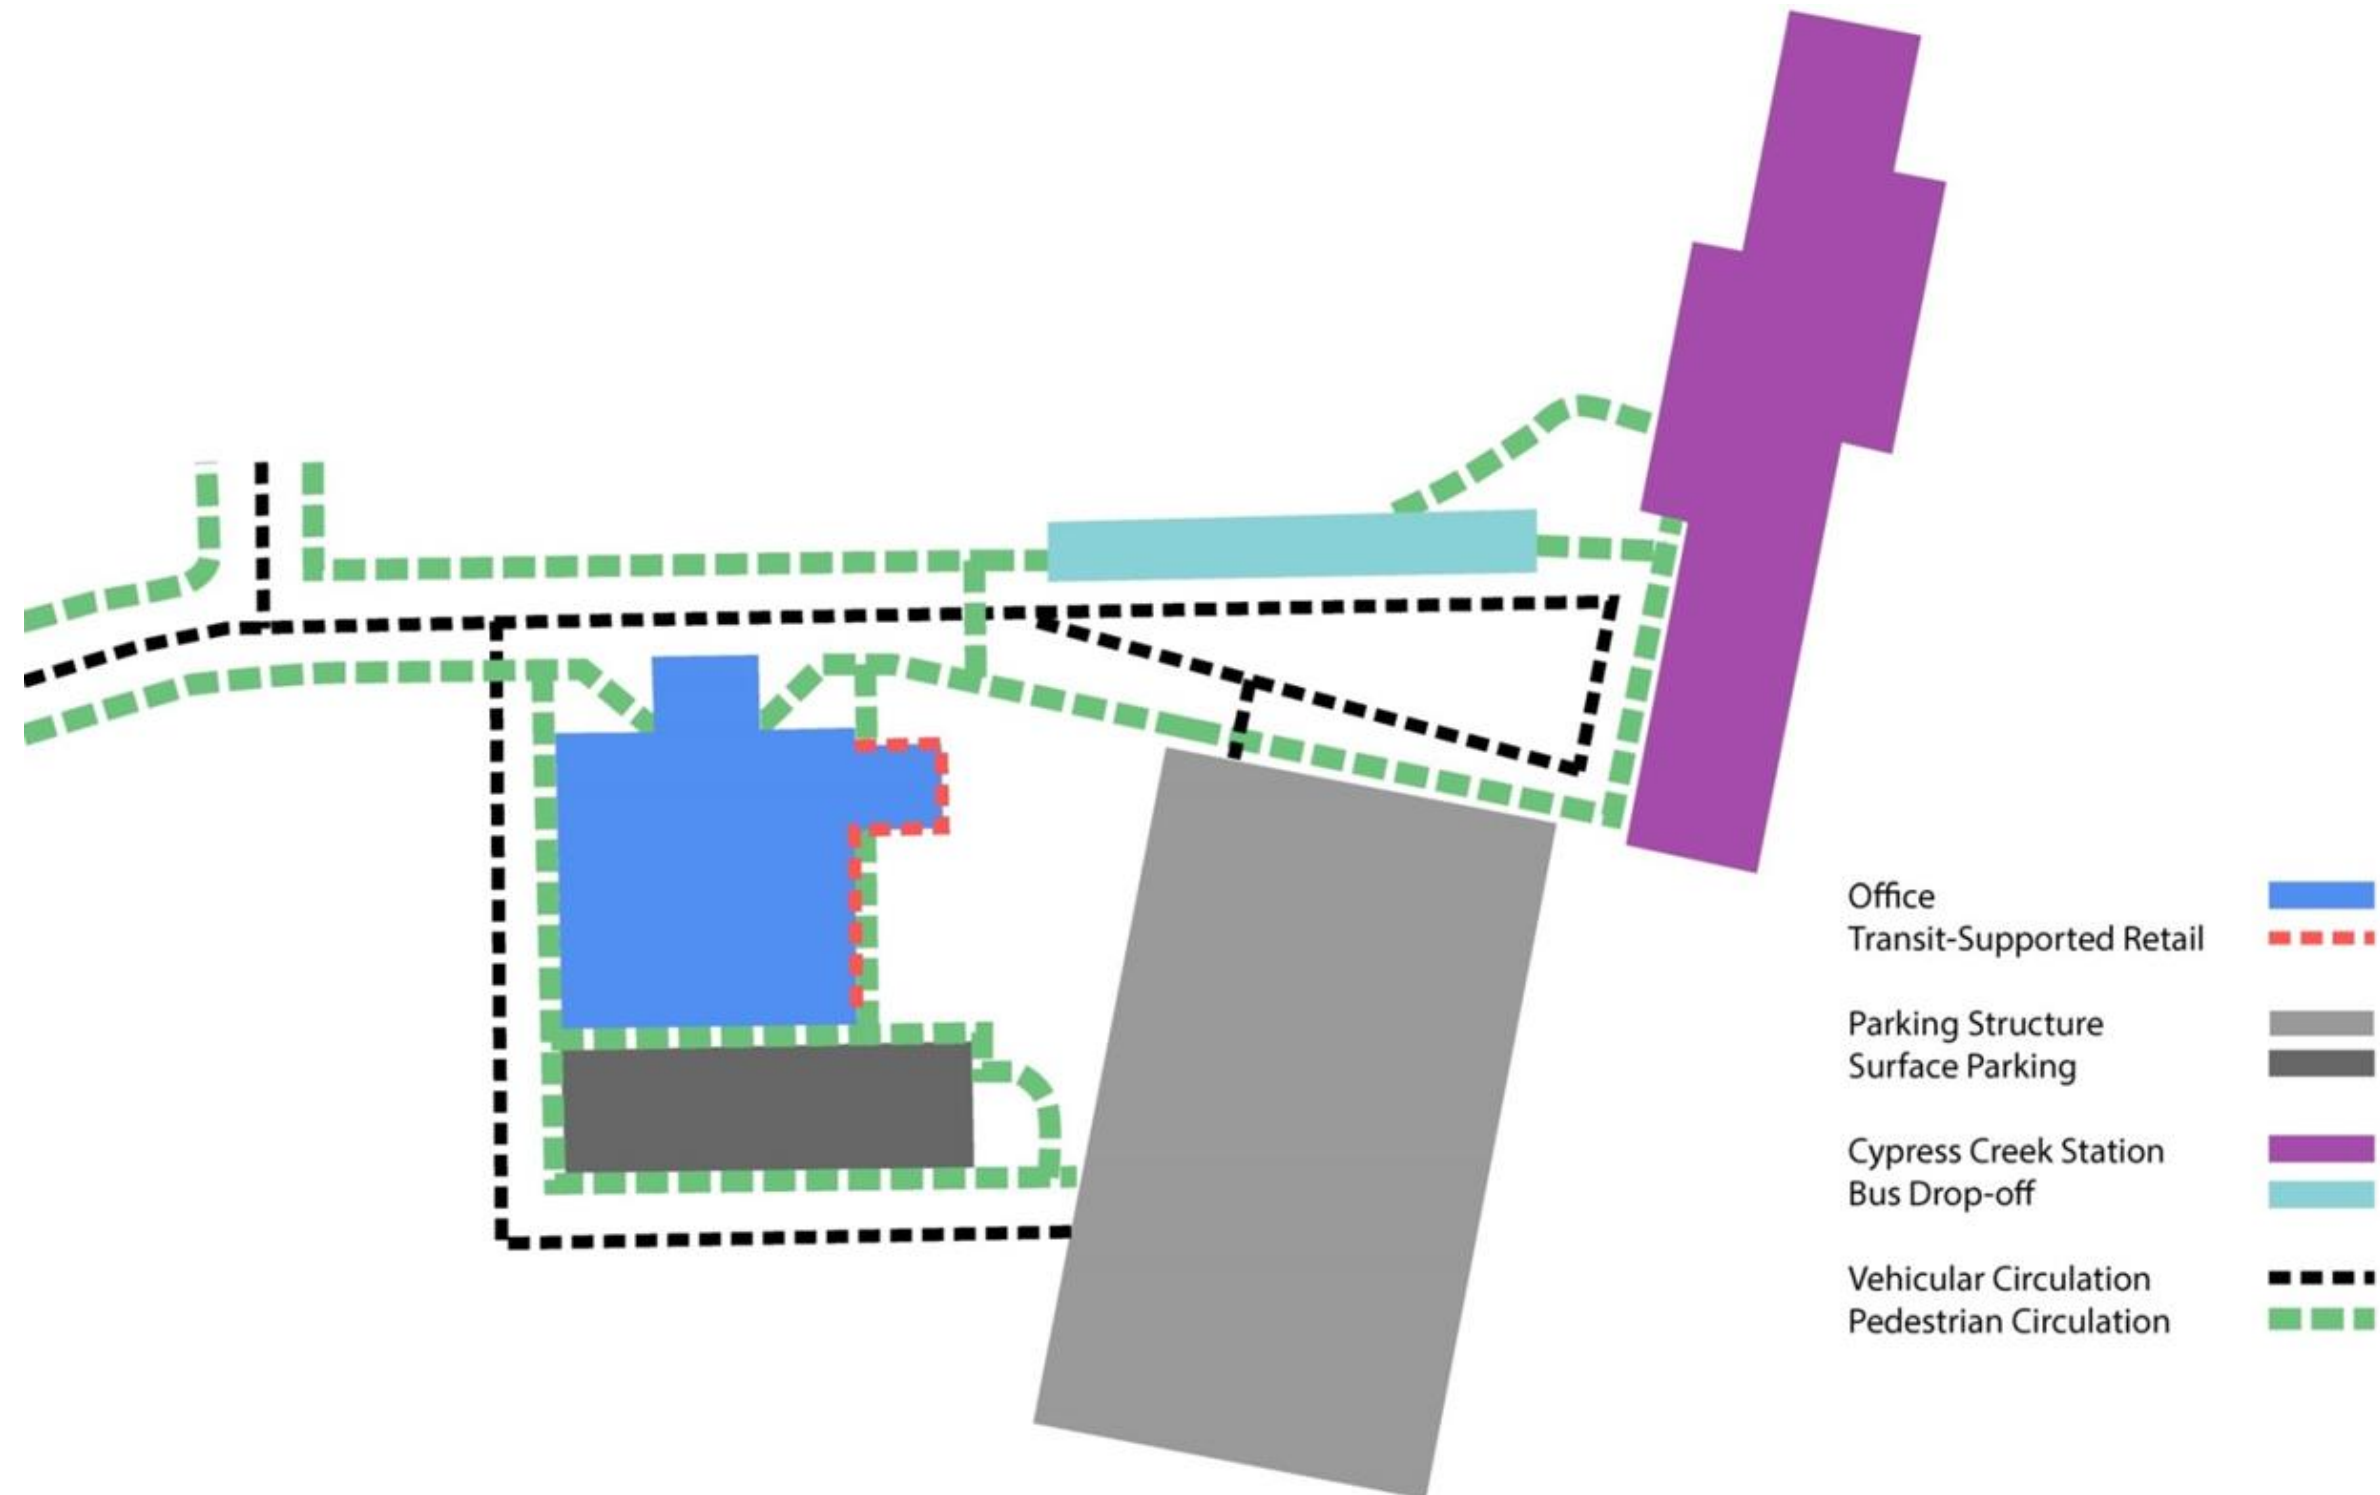 Office
Transit-Supported Retail
Parking Structure
Surface Parking
Cypress Creek Station
Bus Drop-off
Vehicular Circulation
Pedestrian Circulation